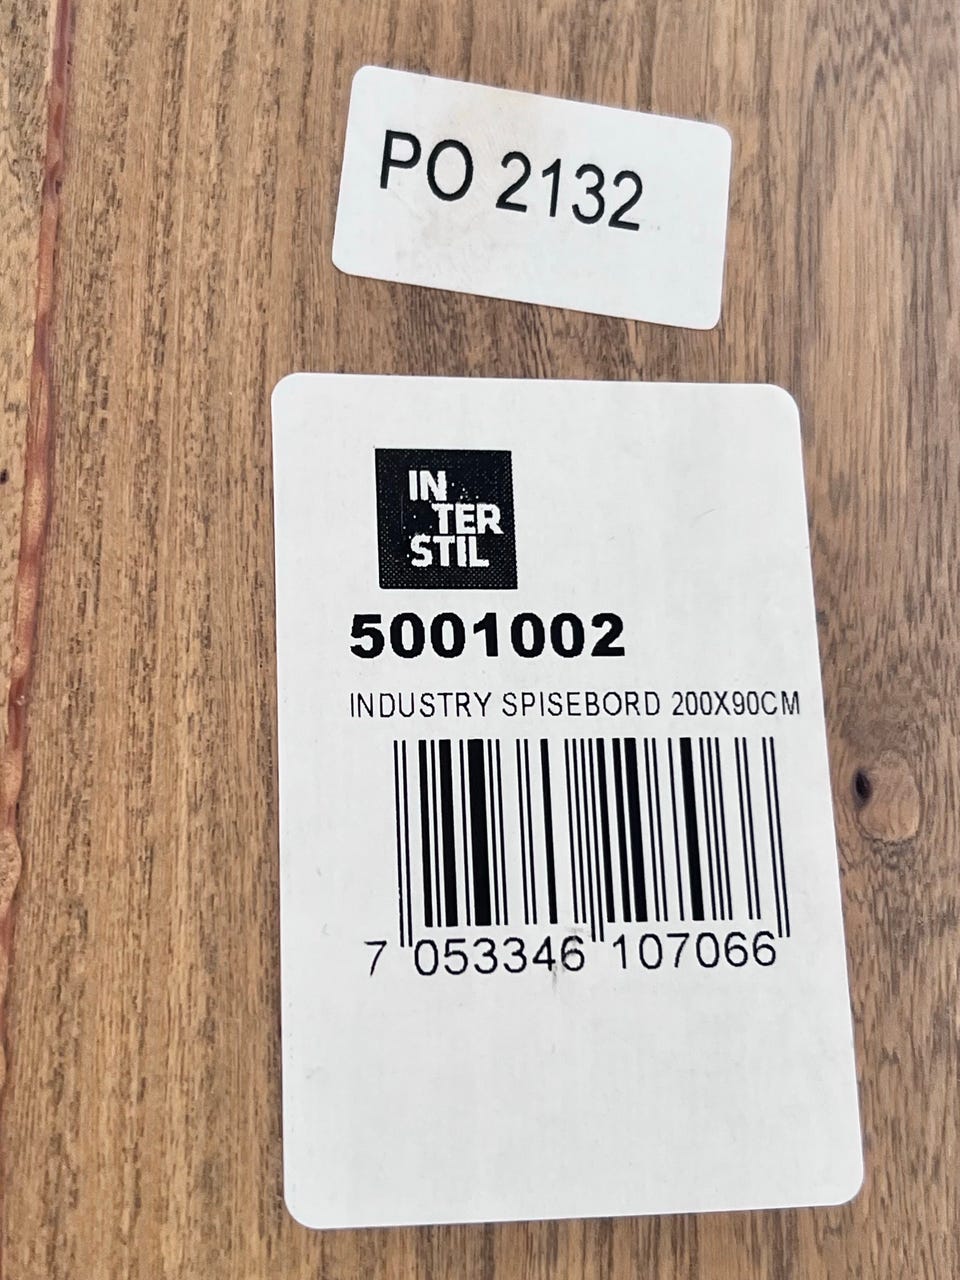 PO 2132
IN
TER
STIL
5001002
INDUSTRY SPISEBORD 200X90CM
7 053346 107066